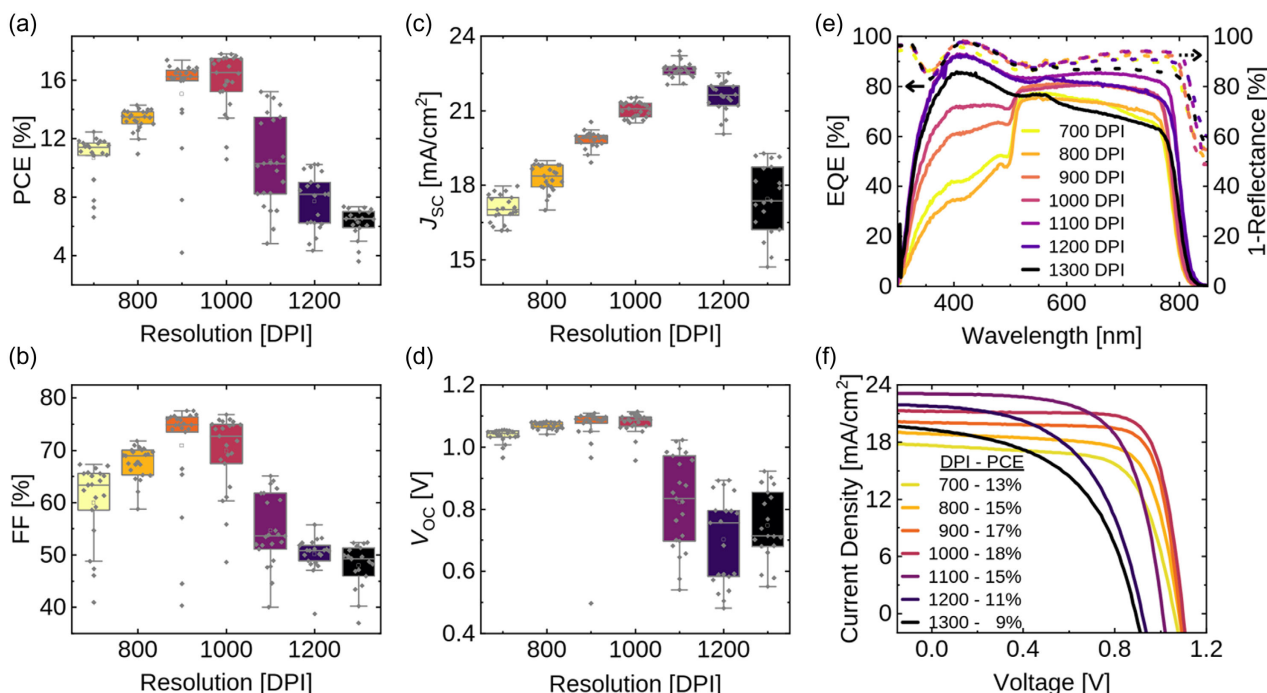 (a)
PCE [%]
16
12
8
4
800
1000
1200
Resolution [DPI]
(b)
FF [%]
80
70
60
50
40
800
1000
1200
Resolution [DPI]
(c)
JSC [mA/cm2]
24
21
18
15
800
1000
1200
Resolution [DPI]
(d)
VOC [V]
1.2
1.0
0.8
0.6
0.4
800
1000
1200
Resolution [DPI]
(e)
EQE [%]
100
80
60
40
20
0
700 DPI
800 DPI
900 DPI
1000 DPI
1100 DPI
1200 DPI
1300 DPI
100
80
60
40
20
0
1-Reflectance [%]
400
600
800
Wavelength [nm]
(f)
Current Density [mA/cm2]
24
18
12
6
0
DPI - PCE
700 - 13%
800 - 15%
900 - 17%
1000 - 18%
1100 - 15%
1200 - 11%
1300 - 9%
0.0
0.4
0.8
1.2
Voltage [V]